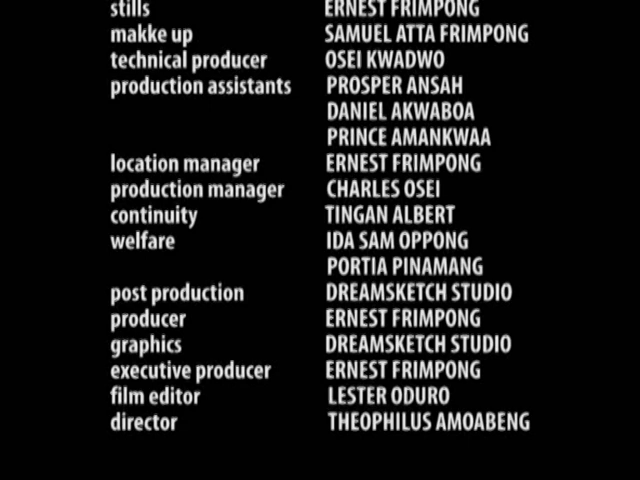 stills ERNEST FRIMPONG
makke up SAMUEL ATTA FRIMPONG
technical producer OSEI KWADWO
production assistants PROSPER ANSAH
DANIEL AKWABOA
PRINCE AMANKWAA
location manager ERNEST FRIMPONG
production manager CHARLES OSEI
continuity TINGAN ALBERT
welfare IDA SAM OPPONG
PORTIA PINAMANG
post production DREAMSKETCH STUDIO
producer ERNEST FRIMPONG
graphics DREAMSKETCH STUDIO
executive producer ERNEST FRIMPONG
film editor LESTER ODURO
director THEOPHILUS AMOABENG